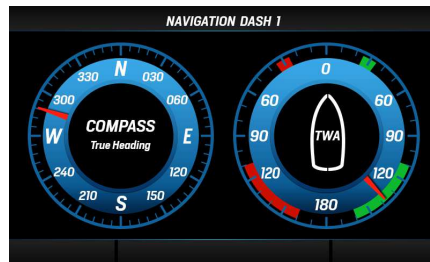 NAVIGATION DASH 1
N
330 030
300 060
W COMPASS E
True Heading
240 120
210 150
S
0
60 60
90 TWA 90
120 120
180